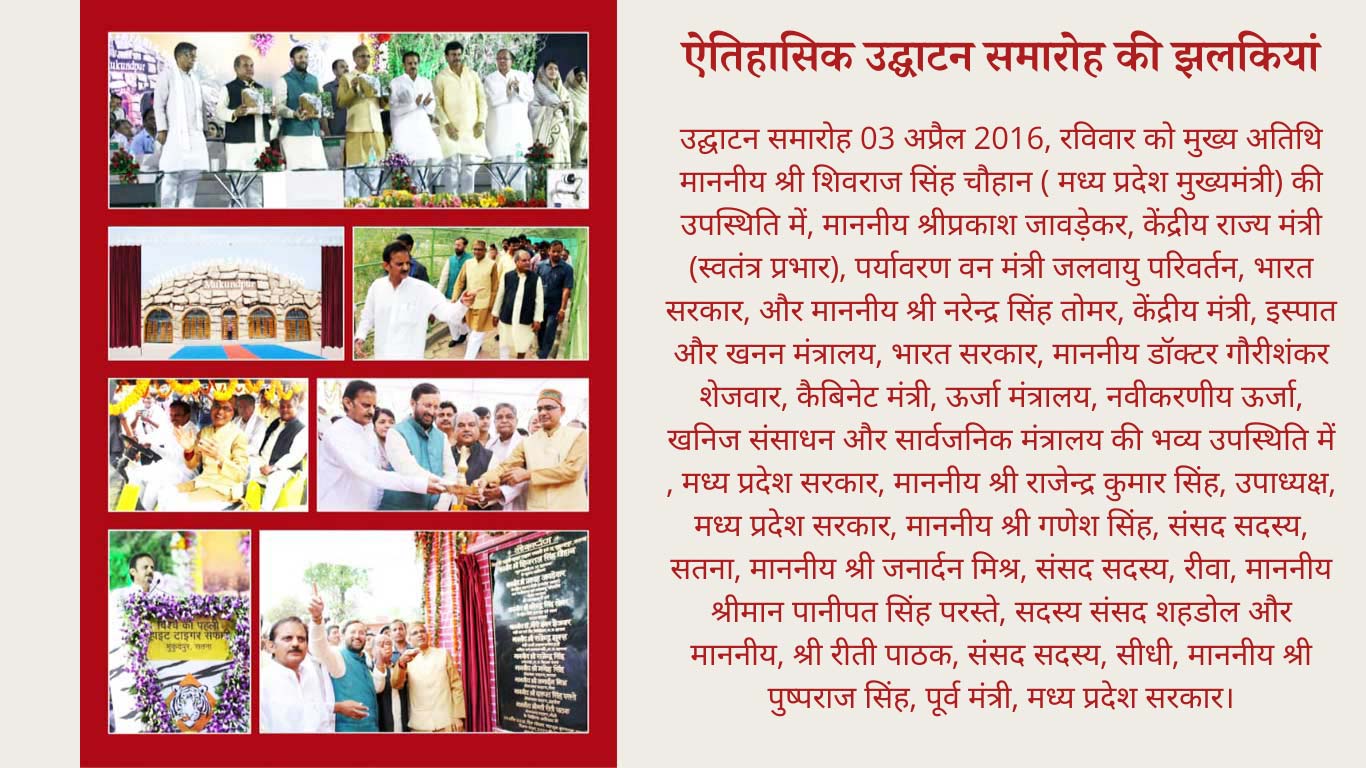 ukundpur
Mukundpur
विश्व का पहला
हाइट टाइगर सफारी
मुकुंदपुर, सतना
ऐतिहासिक उद्घाटन समारोह की झलकियां
उद्घाटन समारोह 03 अप्रैल 2016, रविवार को मुख्य अतिथि
माननीय श्री शिवराज सिंह चौहान ( मध्य प्रदेश मुख्यमंत्री) की
उपस्थिति में, माननीय श्रीप्रकाश जावड़ेकर, केंद्रीय राज्य मंत्री
(स्वतंत्र प्रभार), पर्यावरण वन मंत्री जलवायु परिवर्तन, भारत
सरकार, और माननीय श्री नरेन्द्र सिंह तोमर, केंद्रीय मंत्री, इस्पात
और खनन मंत्रालय, भारत सरकार, माननीय डॉक्टर गौरीशंकर
शेजवार, कैबिनेट मंत्री, ऊर्जा मंत्रालय, नवीकरणीय ऊर्जा,
खनिज संसाधन और सार्वजनिक मंत्रालय की भव्य उपस्थिति में
, मध्य प्रदेश सरकार, माननीय श्री राजेन्द्र कुमार सिंह, उपाध्यक्ष,
मध्य प्रदेश सरकार, माननीय श्री गणेश सिंह, संसद सदस्य,
सतना, माननीय श्री जनार्दन मिश्र, संसद सदस्य, रीवा, माननीय
श्रीमान पानीपत सिंह परस्ते, सदस्य संसद शहडोल और
माननीय, श्री रीती पाठक, संसद सदस्य, सीधी, माननीय श्री
पुष्पराज सिंह, पूर्व मंत्री, मध्य प्रदेश सरकार।